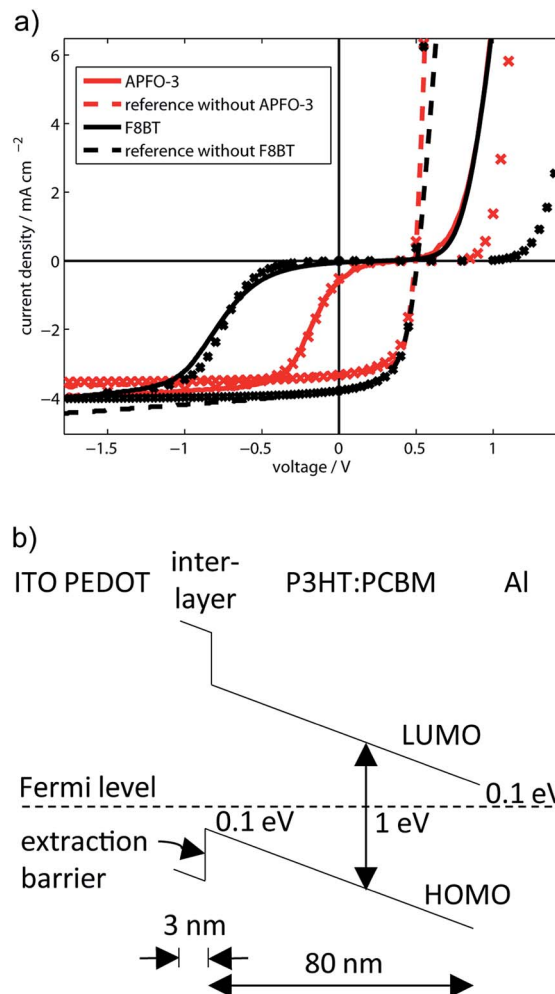 a)
6
4
2
0
−2
−4
current density / mA cm −2
APFO-3
reference without APFO-3
F8BT
reference without F8BT
−1.5
−1
−0.5
0
0.5
1
voltage / V
b)
ITO PEDOT
inter-
layer
P3HT:PCBM
Al
LUMO
Fermi level
0.1 eV
0.1 eV
1 eV
extraction
barrier
HOMO
3 nm
80 nm